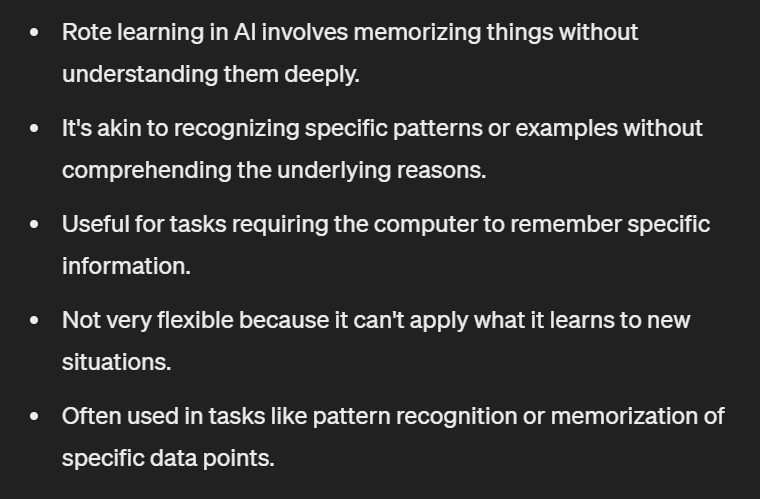 • Rote learning in AI involves memorizing things without
understanding them deeply.
• It's akin to recognizing specific patterns or examples without
comprehending the underlying reasons.
• Useful for tasks requiring the computer to remember specific
information.
• Not very flexible because it can't apply what it learns to new
situations.
• Often used in tasks like pattern recognition or memorization of
specific data points.